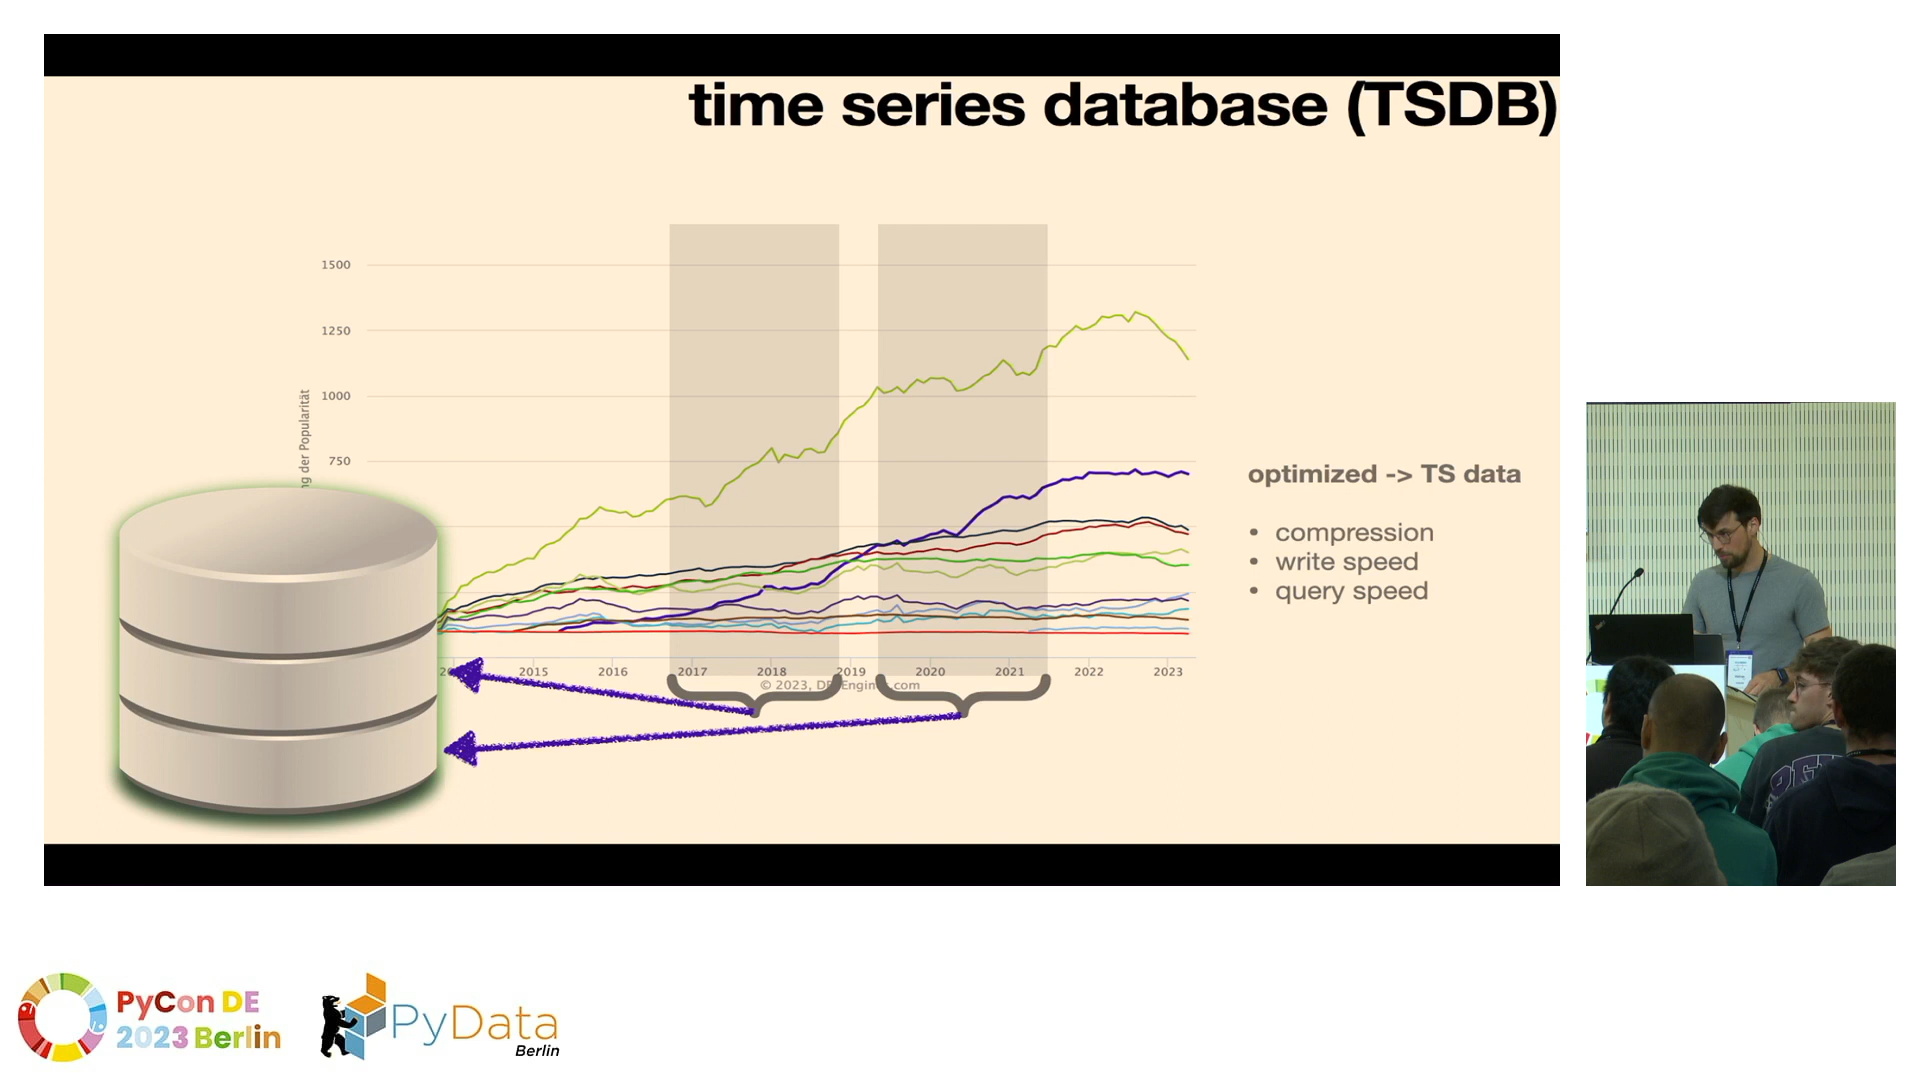 time series database (TSDB)
1500
1250
1000
750
ng der Popularität
optimized -> TS data
• compression
• write speed
• query speed
2015 2016 2017 2018 2019 2020 2021 2022 2023
© 2023, DB-Engines.com
PyCon DE
2023 Berlin
PyData
Berlin